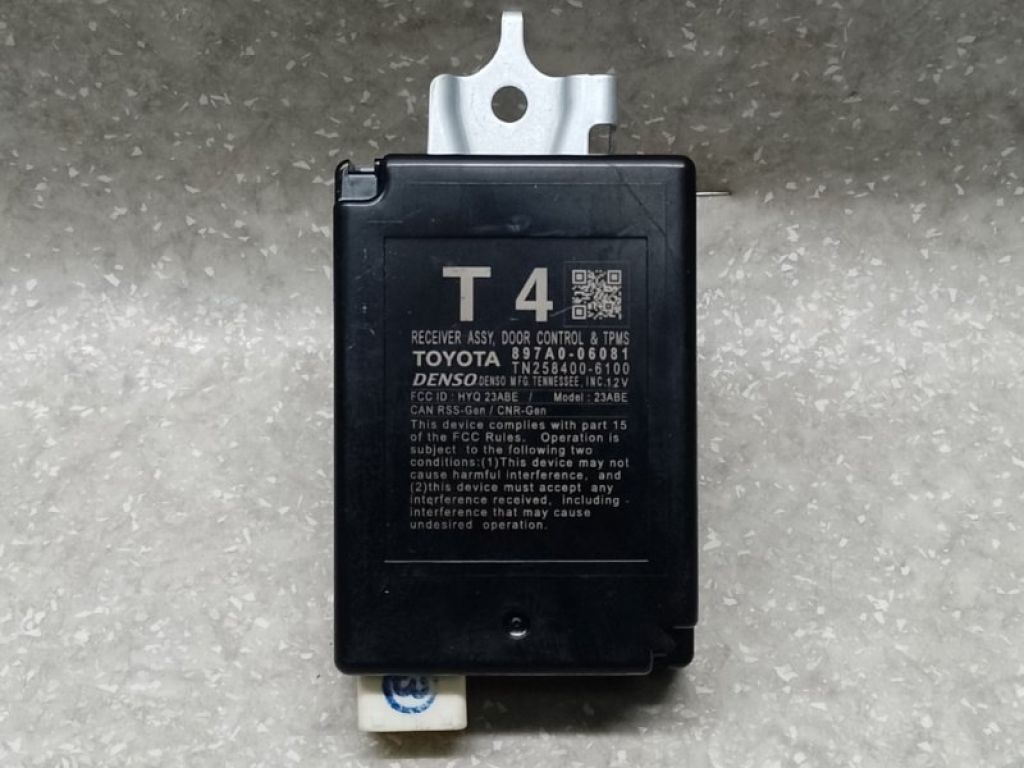 T 4
RECEIVER ASSY, DOOR CONTROL & TPMS
TOYOTA 897A0-06081
TN258400-6100
DENSO DENSO MFG. TENNESSEE, INC. 12V
FCC ID : HYQ 23ABE / Model : 23ABE
CAN RSS-Gen / CNR-Gen
This device complies with part 15
of the FCC Rules. Operation is
subject to the following two
conditions:(1)This device may not
cause harmful interference, and
(2)this device must accept any
interference received, including
interference that may cause
undesired operation.